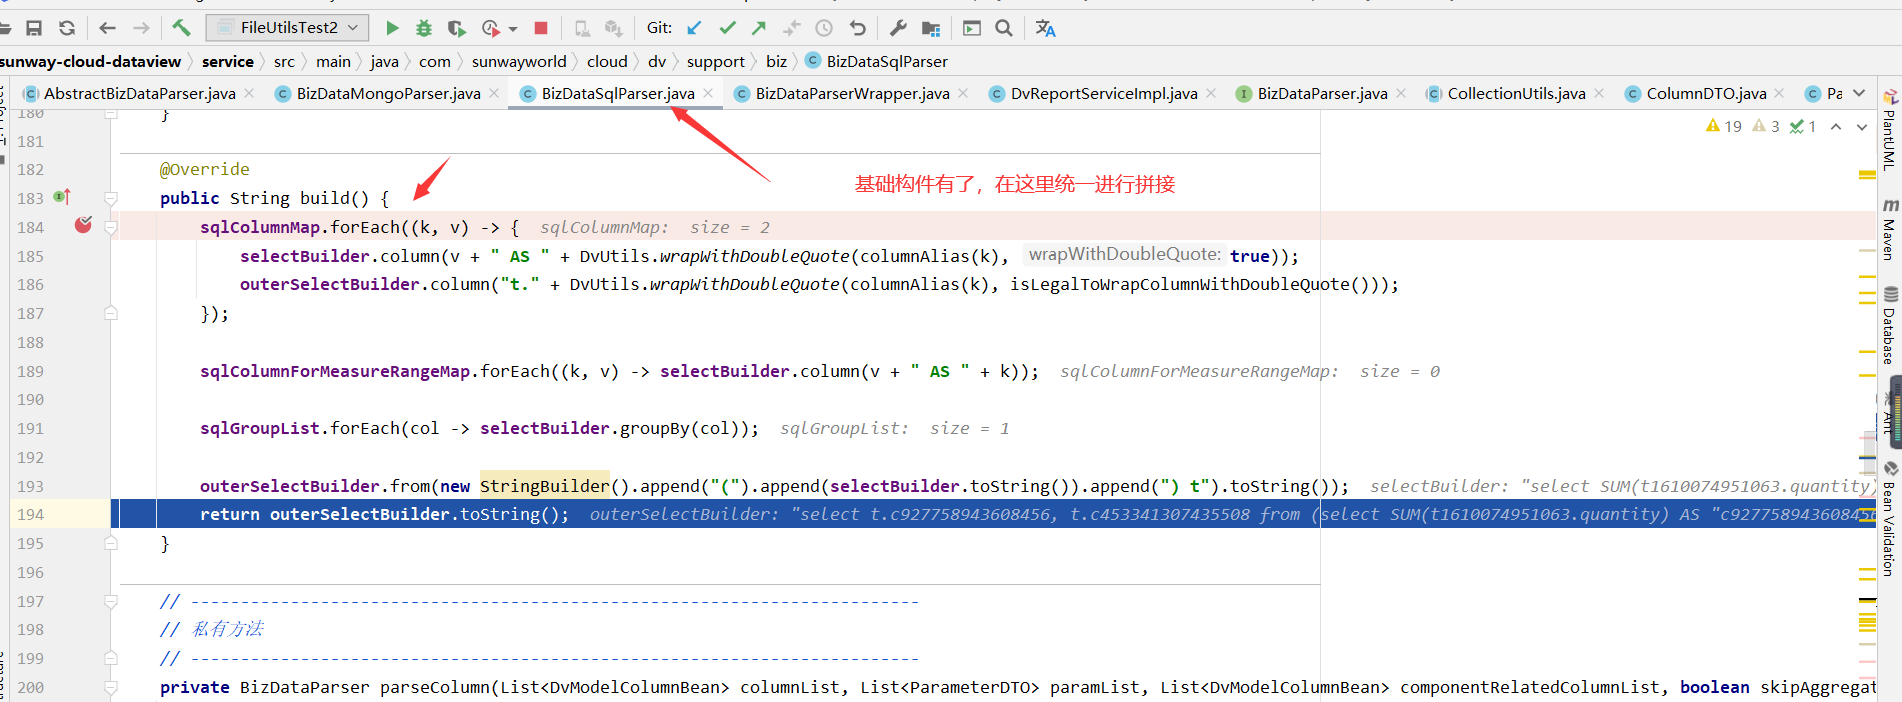 FileUtilsTest2
Git:
sunway-cloud-dataview > service > src > main > java > com > sunwayworld > cloud > dv > support > biz > BizDataSqlParser
AbstractBizDataParser.java BizDataMongoParser.java BizDataSqlParser.java BizDataParserWrapper.java DvReportServiceImpl.java BizDataParser.java CollectionUtils.java ColumnDTO.java Pa
19 3 1
180 }
181
182 @Override
基础构件有了，在这里统一进行拼接
183 public String build() {
184 sqlColumnMap.forEach((k, v) -> { sqlColumnMap: size = 2
185 selectBuilder.column(v + " AS " + DvUtils.wrapWithDoubleQuote(columnAlias(k), wrapWithDoubleQuote: true));
186 outerSelectBuilder.column("t." + DvUtils.wrapWithDoubleQuote(columnAlias(k), isLegalToWrapColumnWithDoubleQuote()));
187 });
188
189 sqlColumnForMeasureRangeMap.forEach((k, v) -> selectBuilder.column(v + " AS " + k)); sqlColumnForMeasureRangeMap: size = 0
190
191 sqlGroupList.forEach(col -> selectBuilder.groupBy(col)); sqlGroupList: size = 1
192
193 outerSelectBuilder.from(new StringBuilder().append("(").append(selectBuilder.toString()).append(") t").toString()); selectBuilder: "select SUM(t1610074951063.quantity)
194 return outerSelectBuilder.toString(); outerSelectBuilder: "select t.c927758943608456, t.c453341307435508 from (select SUM(t1610074951063.quantity) AS "c927758943608456
195 }
196
197 // -------------------------------------------------------------------------
198 // 私有方法
199 // -------------------------------------------------------------------------
200 private BizDataParser parseColumn(List<DvModelColumnBean> columnList, List<ParameterDTO> paramList, List<DvModelColumnBean> componentRelatedColumnList, boolean skipAggregat
PlantUML
Maven
Database
Ant
Bean Validation